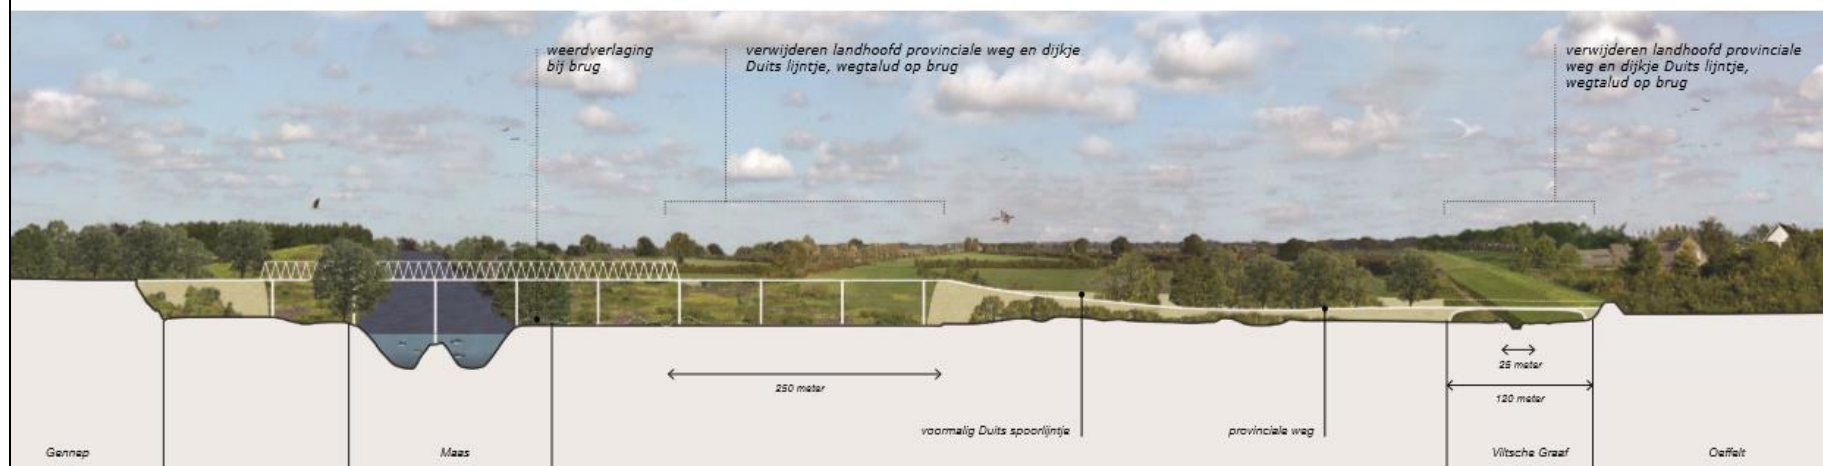 weerdverlaging
bij brug
verwijderen landhoofd provinciale weg en dijkje
Duits lijntje, wegtalud op brug
verwijderen landhoofd provinciale
weg en dijkje Duits lijntje,
wegtalud op brug
25 meter
250 meter
120 meter
voormalig Duits spoorlijntje
provinciale weg
Gennep
Maas
Viltsche Graaf
Oeffelt